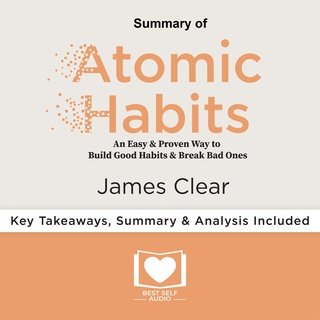 Summary of
Atomic
Habits
An Easy & Proven Way to
Build Good Habits & Break Bad Ones
James Clear
Key Takeaways, Summary & Analysis Included
BEST SELF
AUDIO